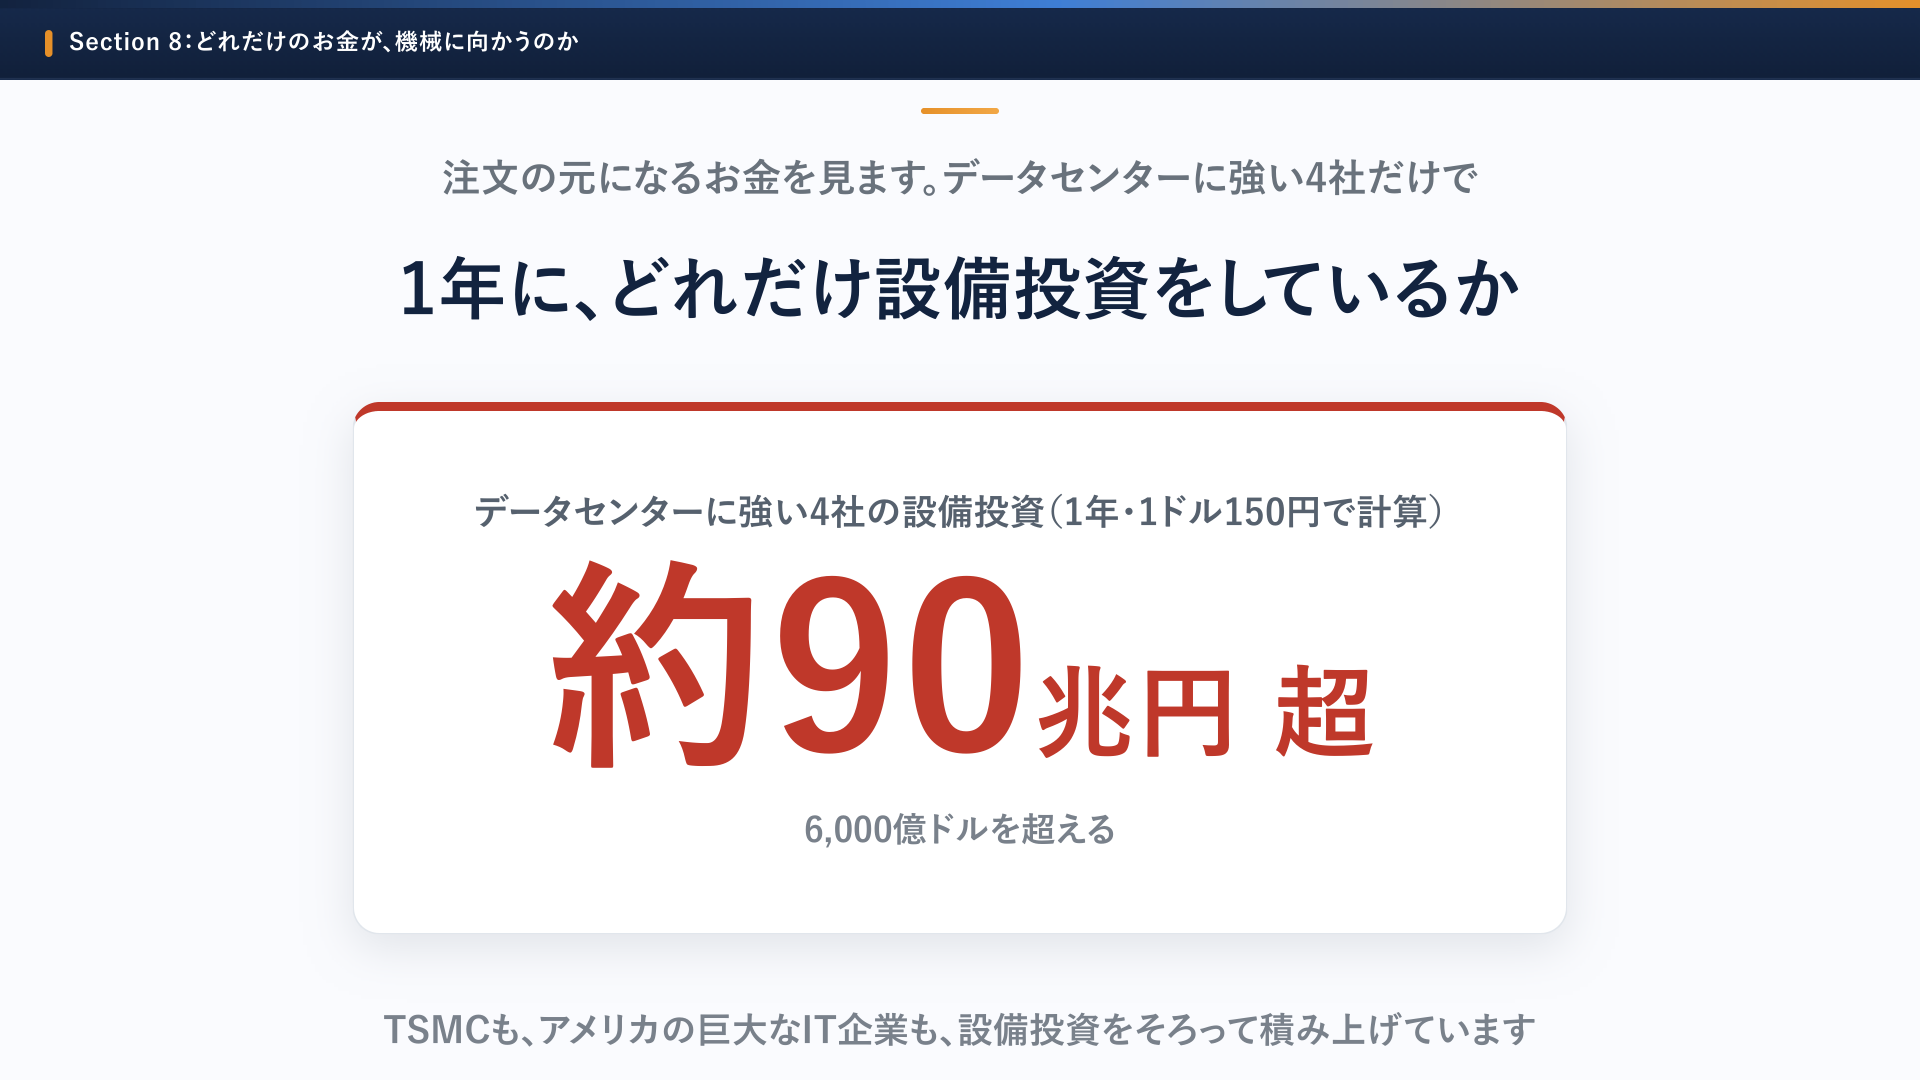 Section 8：どれだけのお金が、機械に向かうのか
注文の元になるお金を見ます。データセンターに強い4社だけで
1年に、どれだけ設備投資をしているか
データセンターに強い4社の設備投資（1年・1ドル150円で計算）
約90兆円 超
6,000億ドルを超える
TSMCも、アメリカの巨大なIT企業も、設備投資をそろって積み上げています